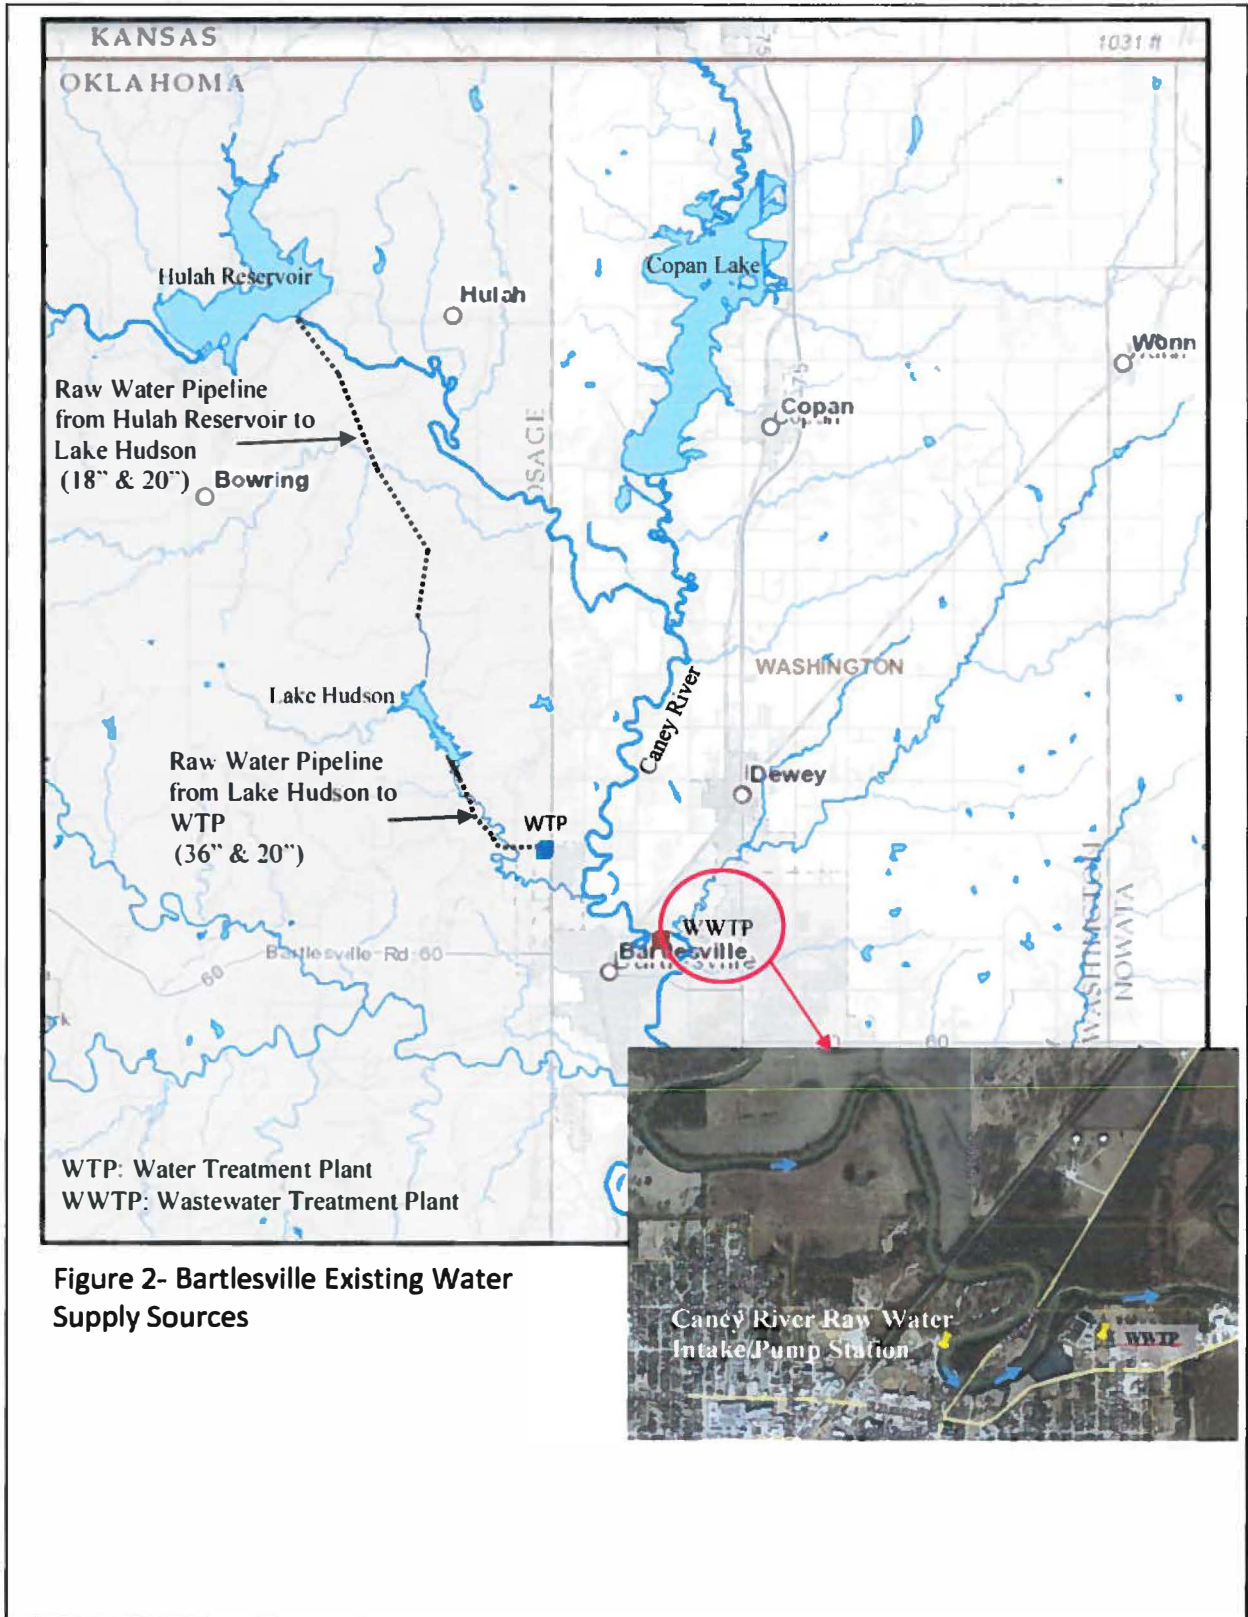 KANSAS
1031 ft
OKLAHOMA
75
Hulah Reservoir
Copan Lake
Hulah
Wann
Raw Water Pipeline
from Hulah Reservoir to
Lake Hudson
(18” & 20”)
75
Copan
OSAGE
Bowring
WASHINGTON
Lake Hudson
Caney River
Raw Water Pipeline
from Lake Hudson to
WTP
(36” & 20”)
Dewey
WTP
WWTP
Bartlesville
Bartlesville Rd 60
60
WASHINGTON
NOWATA
60
WTP: Water Treatment Plant
WWTP: Wastewater Treatment Plant
Caney River Raw Water
Intake/Pump Station
WWTP
Figure 2- Bartlesville Existing Water
Supply Sources